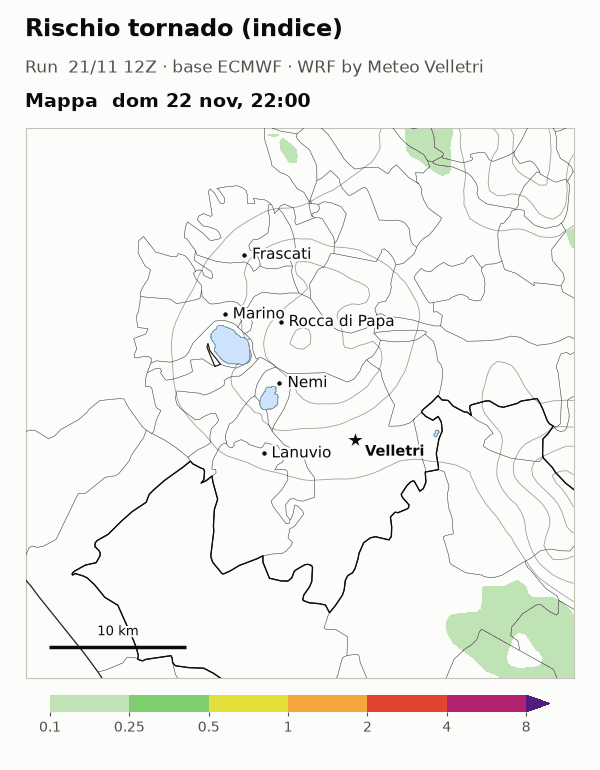 Rischio tornado (indice)
Run  21/11 12Z · base ECMWF · WRF by Meteo Velletri
Mappa  dom 22 nov, 22:00
Frascati
Marino
Rocca di Papa
Nemi
Velletri
Lanuvio
10 km
0.1 0.25 0.5 1 2 4 8